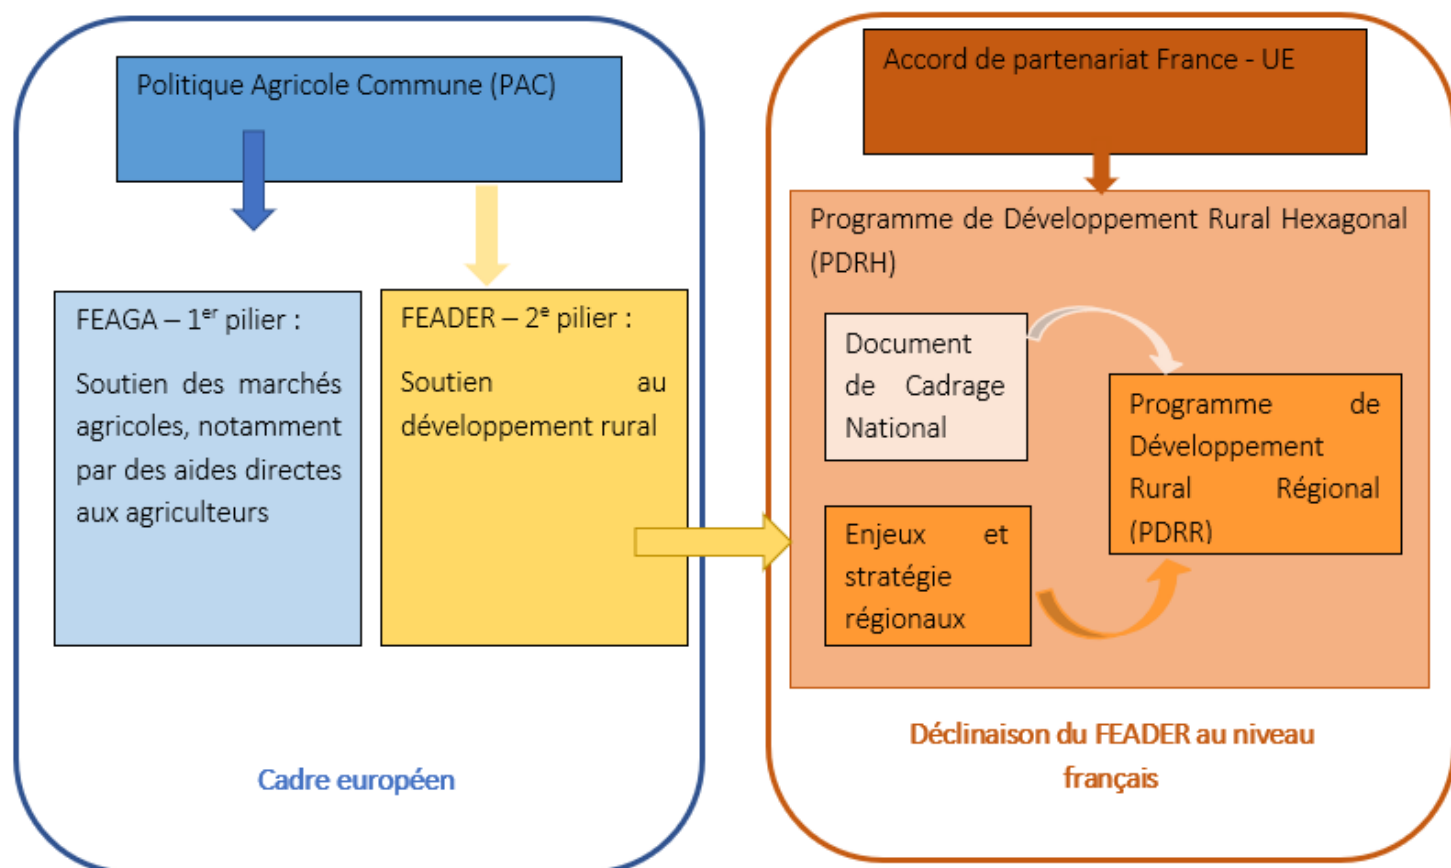 Politique Agricole Commune (PAC)
FEAGA – 1er pilier :
Soutien des marchés
agricoles, notamment
par des aides directes
aux agriculteurs
FEADER – 2e pilier :
Soutien au
développement rural
Cadre européen
Accord de partenariat France - UE
Programme de Développement Rural Hexagonal
(PDRH)
Document
de Cadrage
National
Enjeux et
stratégie
régionaux
Programme de
Développement
Rural Régional
(PDRR)
Déclinaison du FEADER au niveau
français